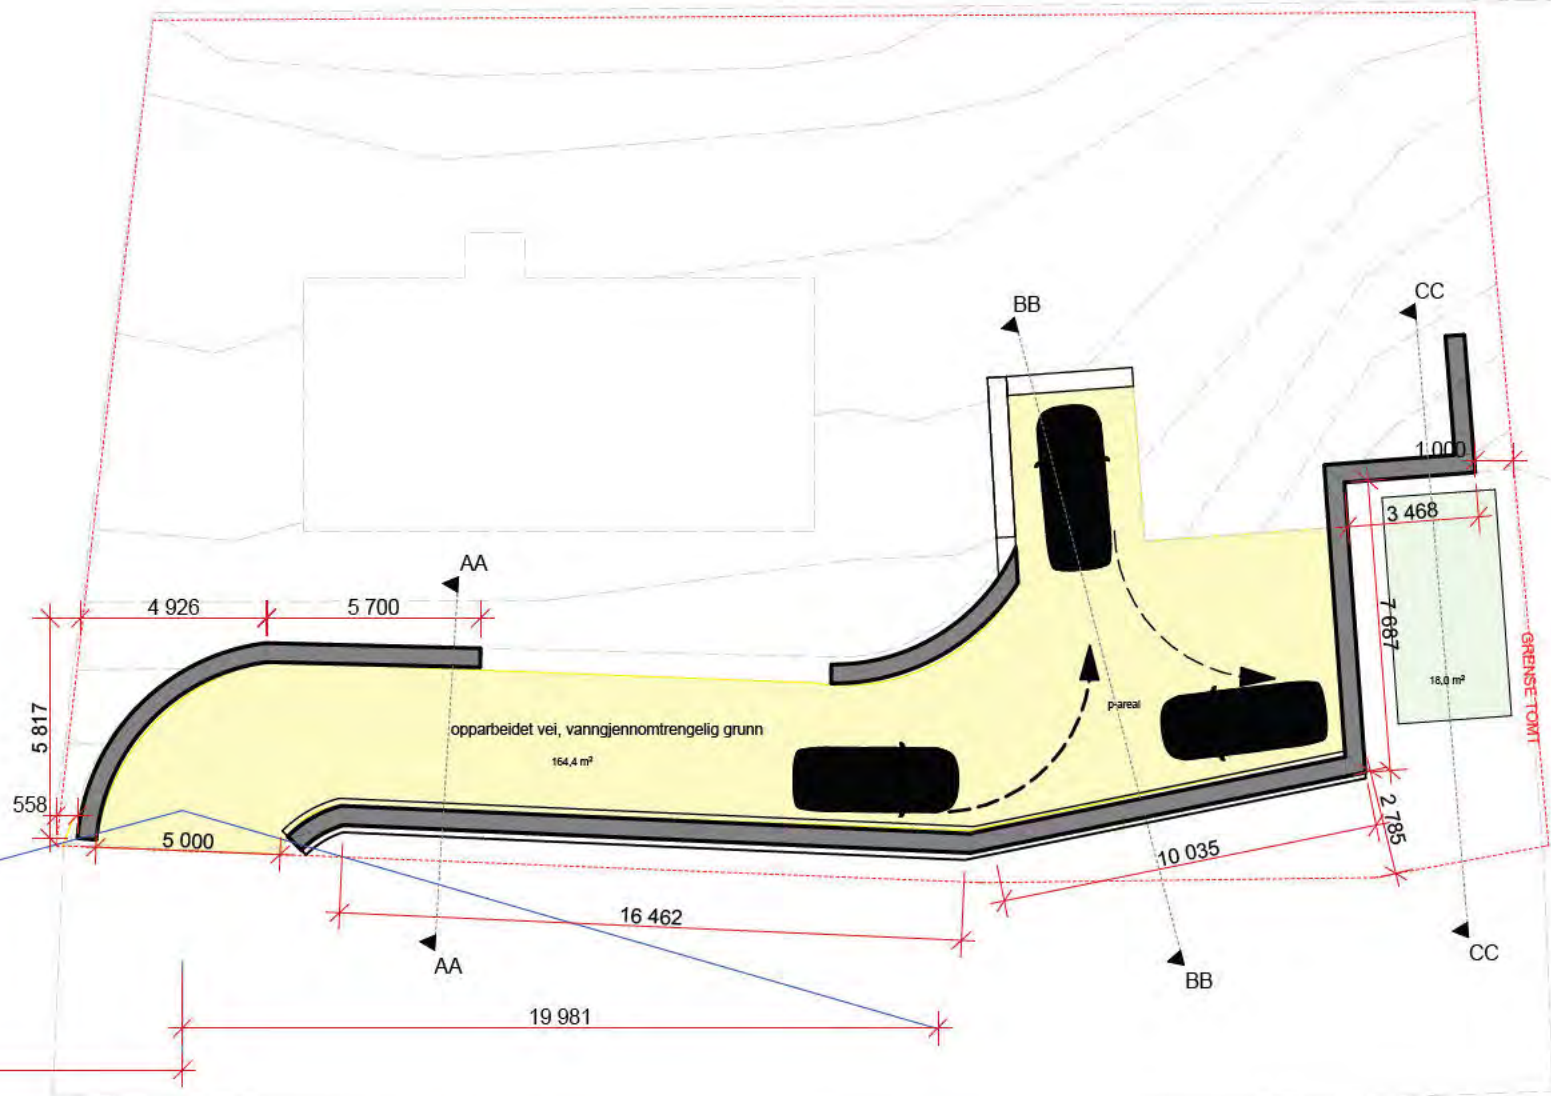 BB
CC
1 000
3 468
AA
4 926
5 700
7 687
GRENSE TOMT
18,0 m²
5 817
opparbeidet vei, vanngjennomtrengelig grunn
164,4 m²
p-areal
558
5 000
2 785
10 035
16 462
AA
BB
CC
19 981